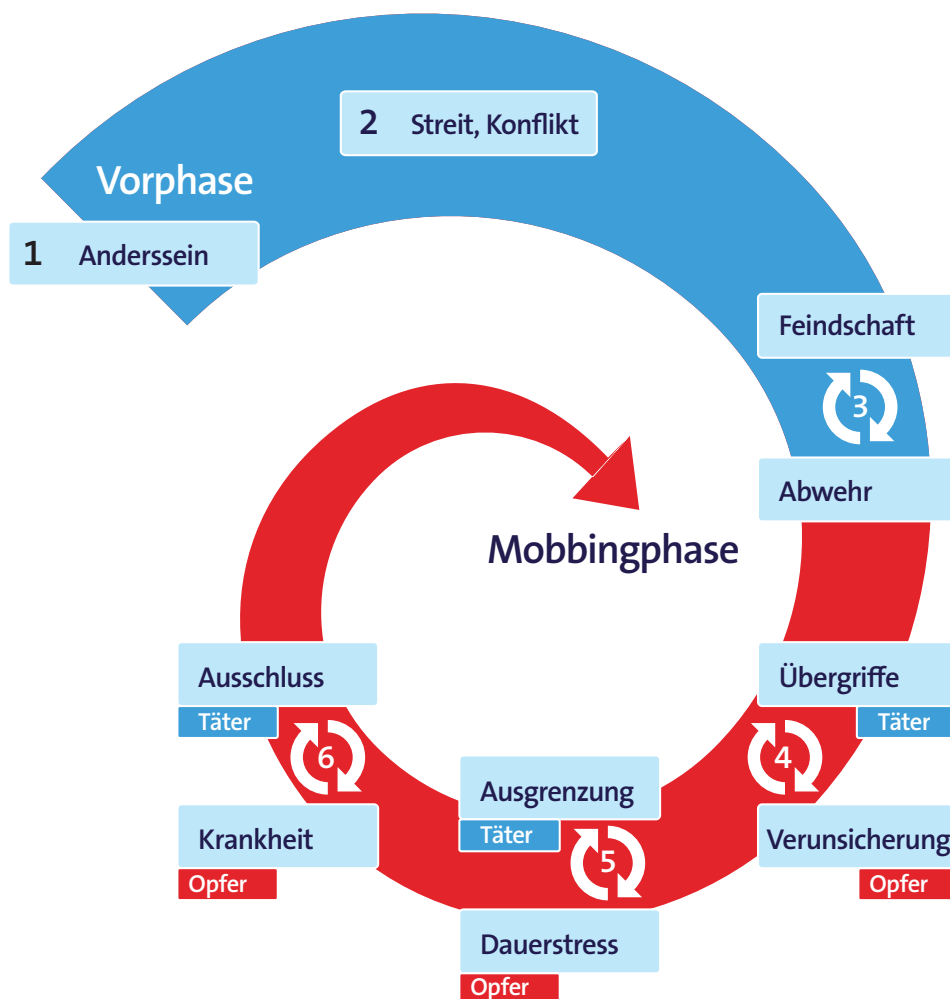 2 Streit, Konflikt
Vorphase
1 Anderssein
Feindschaft
3
Abwehr
Mobbingphase
Ausschluss
Täter
Übergriffe
Täter
6
4
Ausgrenzung
Täter
Krankheit
Opfer
5
Verunsicherung
Opfer
Dauerstress
Opfer